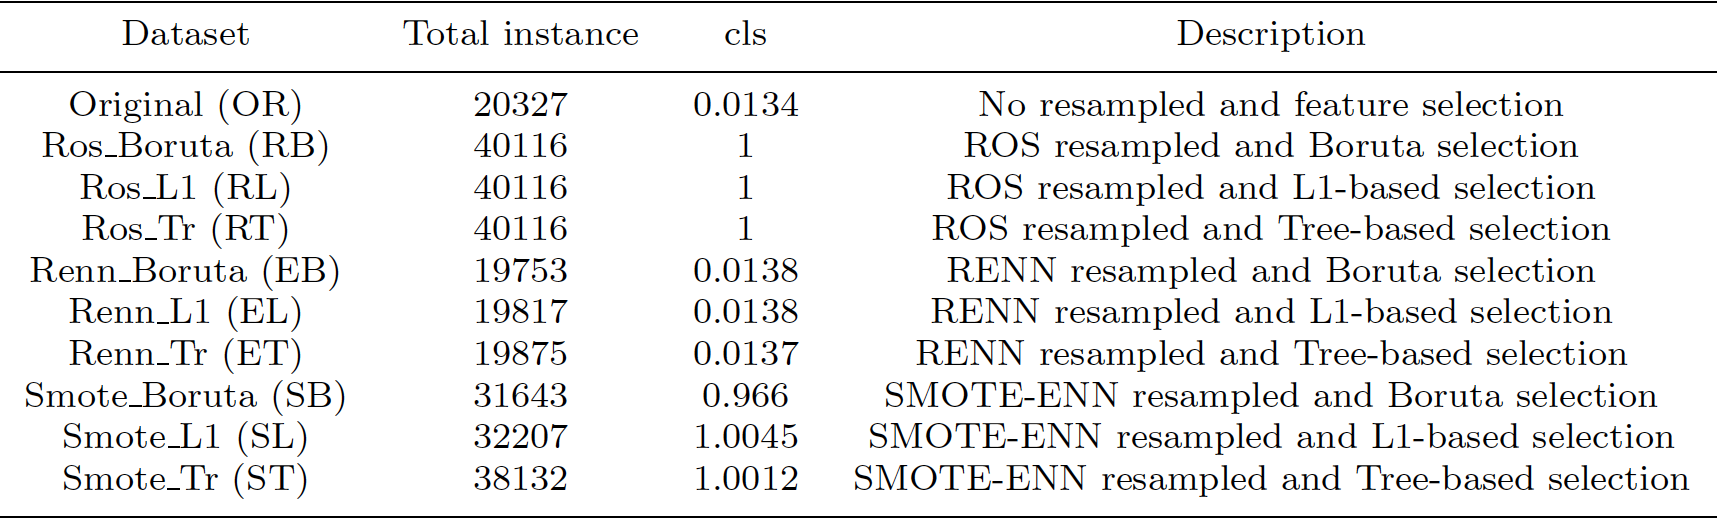 Dataset Total instance cls Description
Original (OR) 20327 0.0134 No resampled and feature selection
Ros_Boruta (RB) 40116 1 ROS resampled and Boruta selection
Ros_L1 (RL) 40116 1 ROS resampled and L1-based selection
Ros_Tr (RT) 40116 1 ROS resampled and Tree-based selection
Renn_Boruta (EB) 19753 0.0138 RENN resampled and Boruta selection
Renn_L1 (EL) 19817 0.0138 RENN resampled and L1-based selection
Renn_Tr (ET) 19875 0.0137 RENN resampled and Tree-based selection
Smote_Boruta (SB) 31643 0.966 SMOTE-ENN resampled and Boruta selection
Smote_L1 (SL) 32207 1.0045 SMOTE-ENN resampled and L1-based selection
Smote_Tr (ST) 38132 1.0012 SMOTE-ENN resampled and Tree-based selection